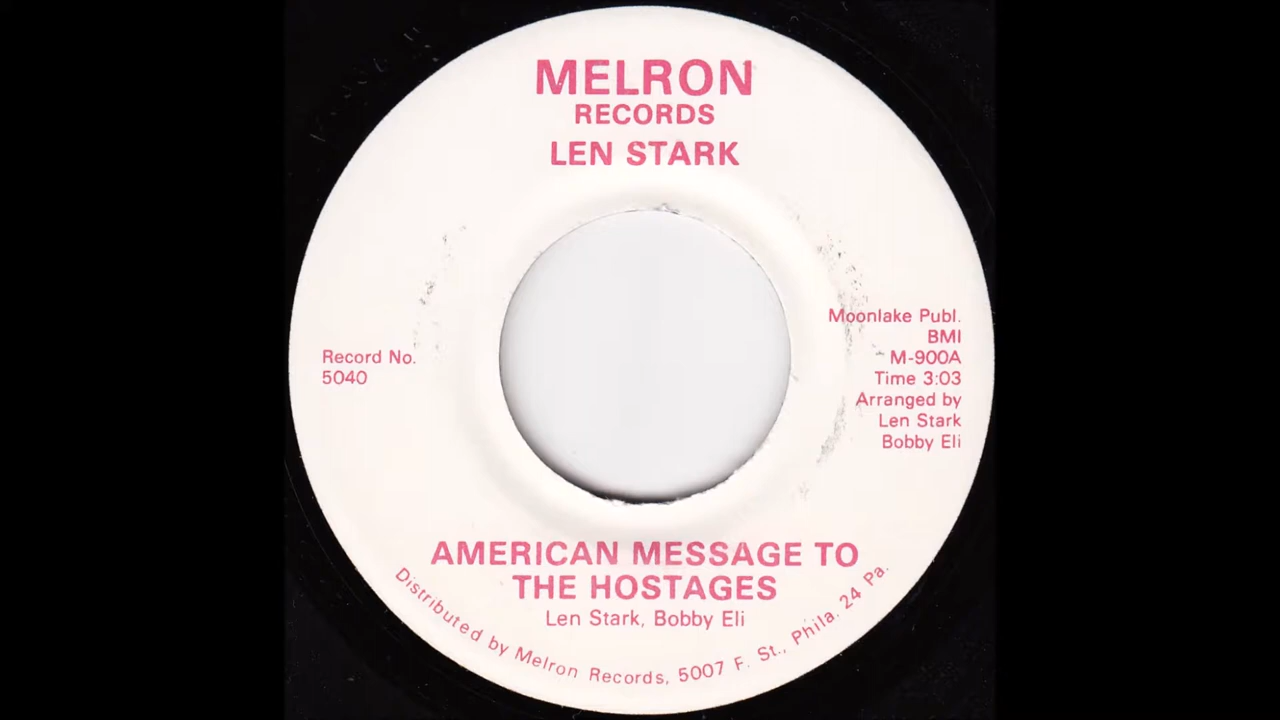 MELRON
RECORDS
LEN STARK
Record No.
5040
Moonlake Publ.
BMI
M-900A
Time 3:03
Arranged by
Len Stark
Bobby Eli
AMERICAN MESSAGE TO
THE HOSTAGES
Len Stark, Bobby Eli
Distributed by Melron Records, 5007 F. St., Phila. 24 Pa.